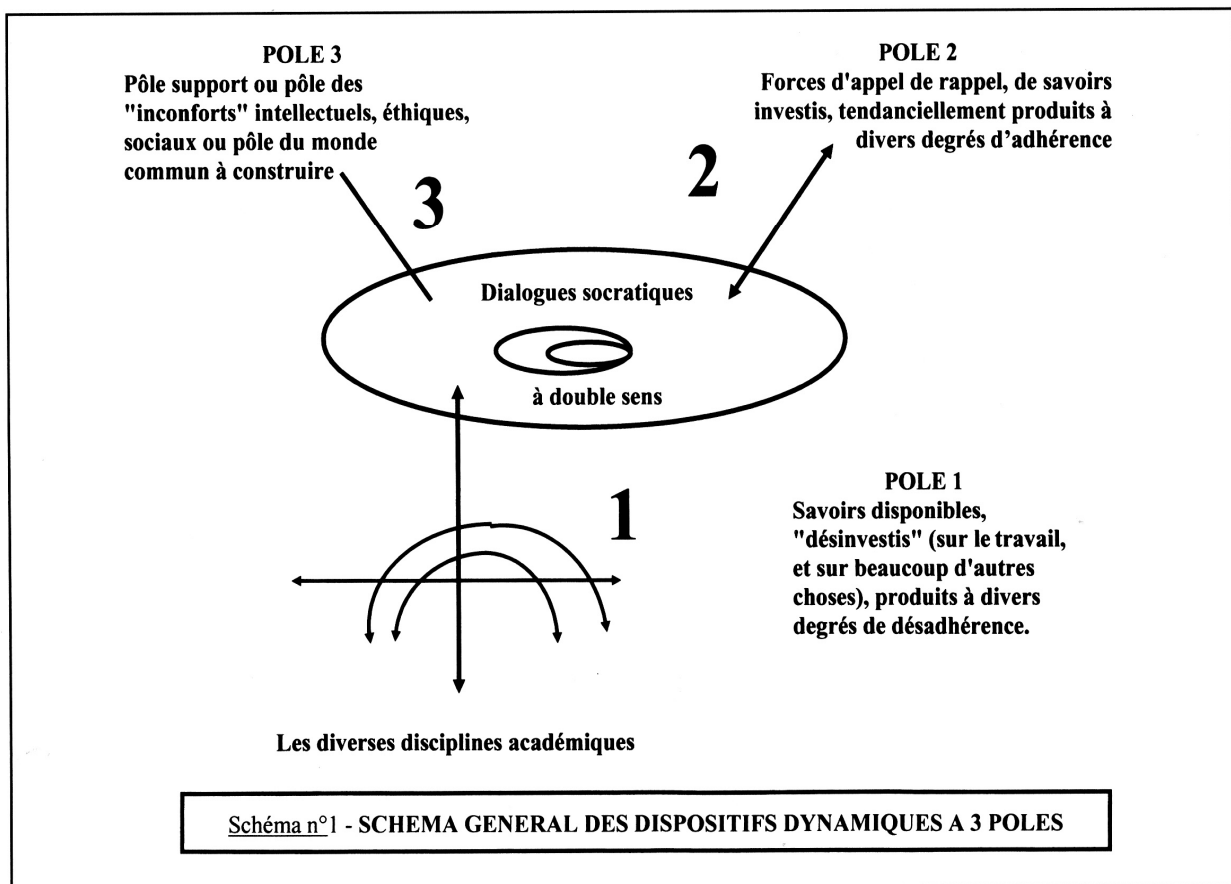 POLE 3
Pôle support ou pôle des
"inconforts" intellectuels, éthiques,
sociaux ou pôle du monde
commun à construire
3
POLE 2
Forces d'appel de rappel, de savoirs
investis, tendanciellement produits à
divers degrés d’adhérence
2
Dialogues socratiques
à double sens
1
POLE 1
Savoirs disponibles,
"désinvestis" (sur le travail,
et sur beaucoup d'autres
choses), produits à divers
degrés de désadhérence.
Les diverses disciplines académiques
Schéma n°1 - SCHEMA GENERAL DES DISPOSITIFS DYNAMIQUES A 3 POLES